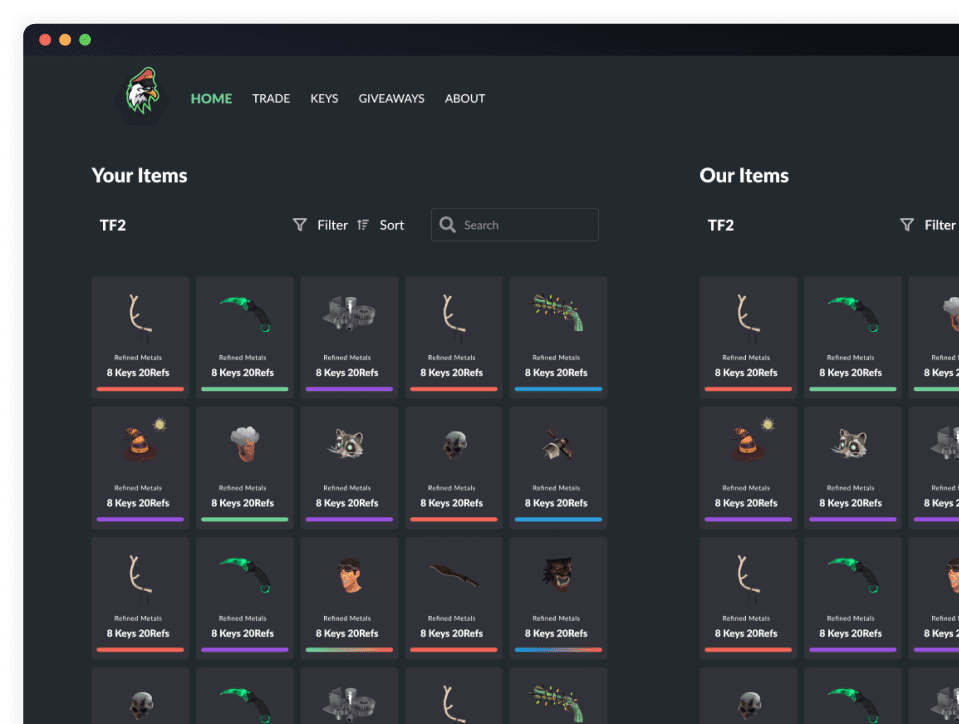 HOME TRADE KEYS GIVEAWAYS ABOUT
Your Items
TF2 Filter Sort Search
Refined Metals Refined Metals Refined Metals Refined Metals Refined Metals
8 Keys 20Refs 8 Keys 20Refs 8 Keys 20Refs 8 Keys 20Refs 8 Keys 20Refs
Refined Metals Refined Metals Refined Metals Refined Metals Refined Metals
8 Keys 20Refs 8 Keys 20Refs 8 Keys 20Refs 8 Keys 20Refs 8 Keys 20Refs
Refined Metals Refined Metals Refined Metals Refined Metals Refined Metals
8 Keys 20Refs 8 Keys 20Refs 8 Keys 20Refs 8 Keys 20Refs 8 Keys 20Refs
Our Items
TF2 Filter
Refined Metals Refined Metals Refined
8 Keys 20Refs 8 Keys 20Refs 8 Keys
Refined Metals Refined Metals Refined
8 Keys 20Refs 8 Keys 20Refs 8 Keys
Refined Metals Refined Metals Refined
8 Keys 20Refs 8 Keys 20Refs 8 Keys